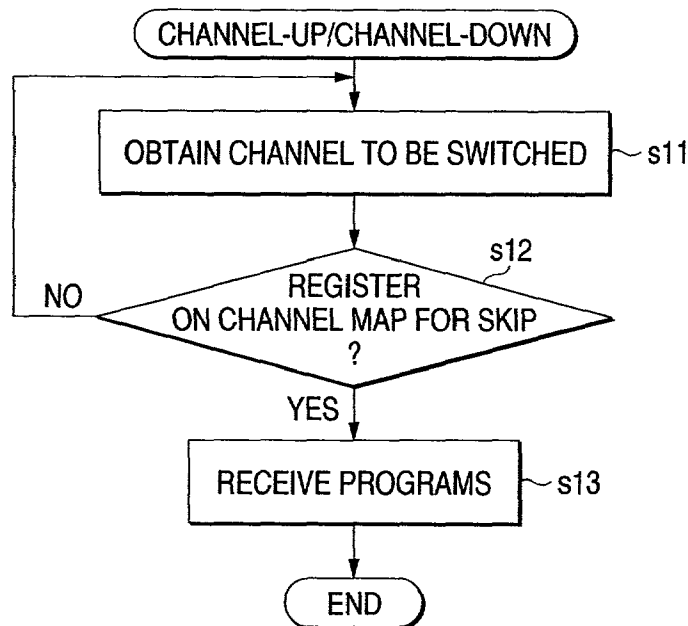 CHANNEL-UP/CHANNEL-DOWN
OBTAIN CHANNEL TO BE SWITCHED
s11
s12
REGISTER
ON CHANNEL MAP FOR SKIP
?
NO
YES
RECEIVE PROGRAMS
s13
END